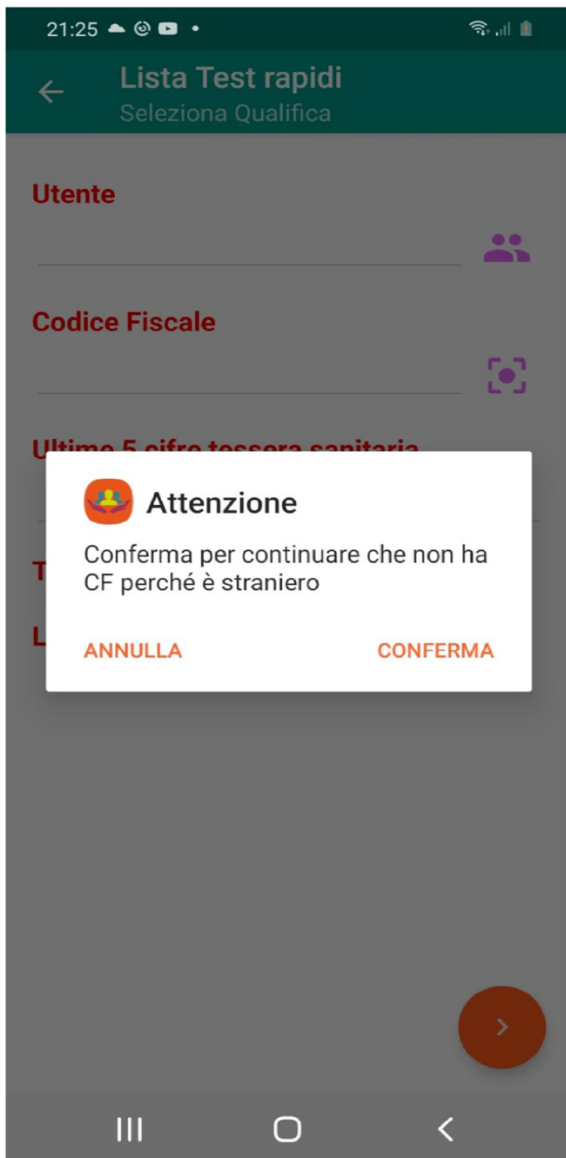 21:25
Lista Test rapidi
Seleziona Qualifica
Utente
Codice Fiscale
Ultime 5 cifre tessera sanitaria
Attenzione
Conferma per continuare che non ha
CF perché è straniero
T
L
ANNULLA
CONFERMA